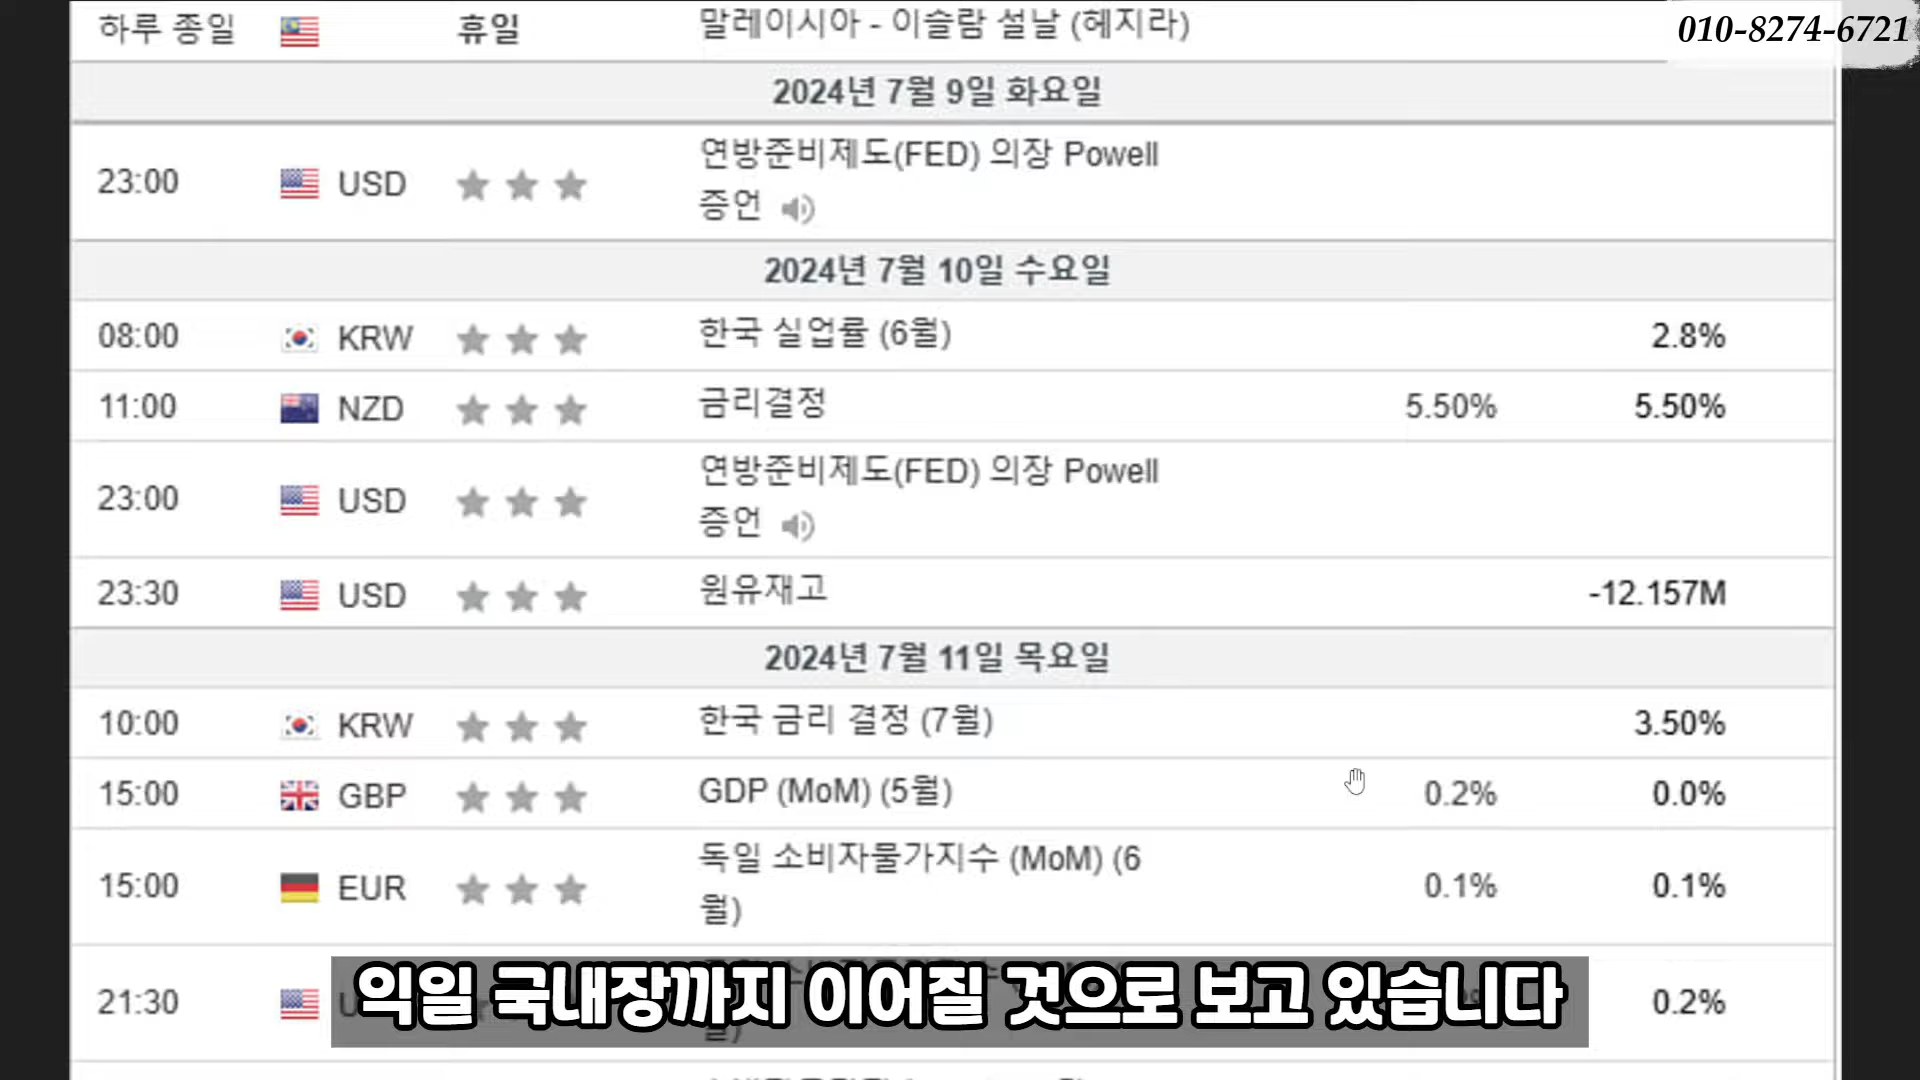 하루 종일 휴일 말레이시아 - 이슬람 설날 (헤지라)
010-8274-6721
2024년 7월 9일 화요일
23:00 USD 연방준비제도(FED) 의장 Powell
증언
2024년 7월 10일 수요일
08:00 KRW 한국 실업률 (6월) 2.8%
11:00 NZD 금리결정 5.50% 5.50%
23:00 USD 연방준비제도(FED) 의장 Powell
증언
23:30 USD 원유재고 -12.157M
2024년 7월 11일 목요일
10:00 KRW 한국 금리 결정 (7월) 3.50%
15:00 GBP GDP (MoM) (5월) 0.2% 0.0%
15:00 EUR 독일 소비자물가지수 (MoM) (6
월) 0.1% 0.1%
21:30 0.2%
익일 국내장까지 이어질 것으로 보고 있습니다